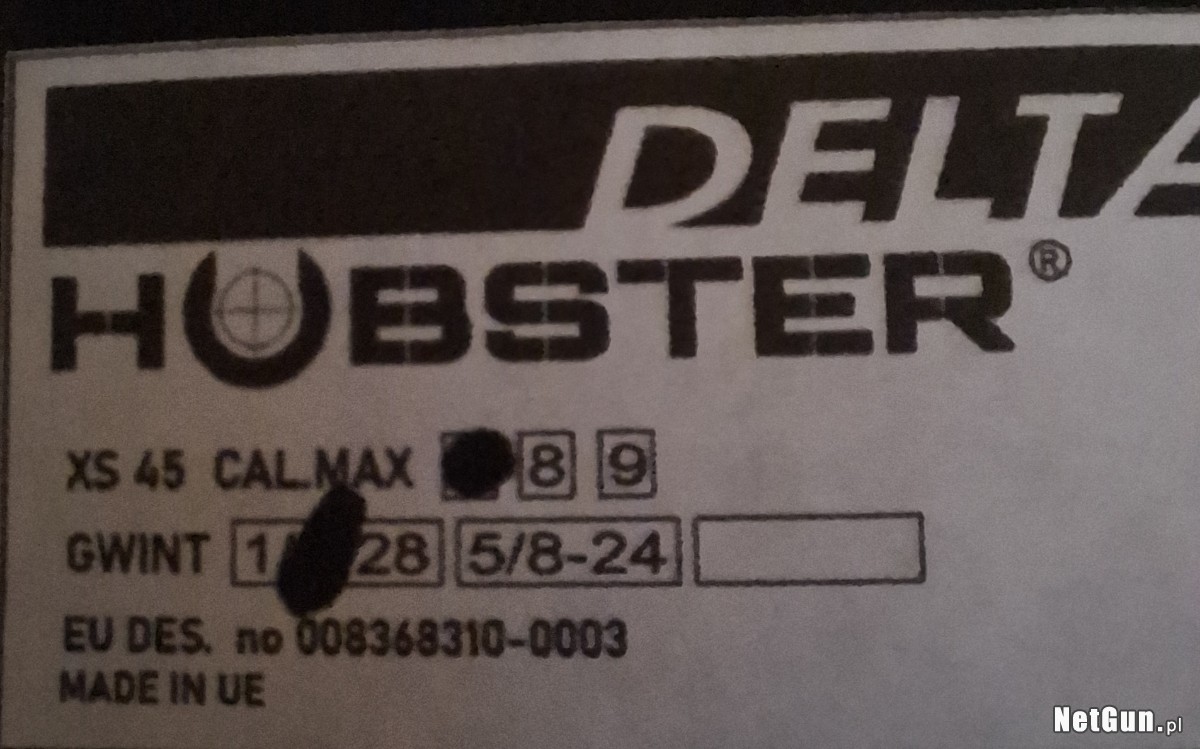 DELTA
HUBSTER®
XS 45 CAL.MAX 8 9
GWINT 28 5/8-24
EU DES. no 008368310-0003
MADE IN UE
NetGun.pl